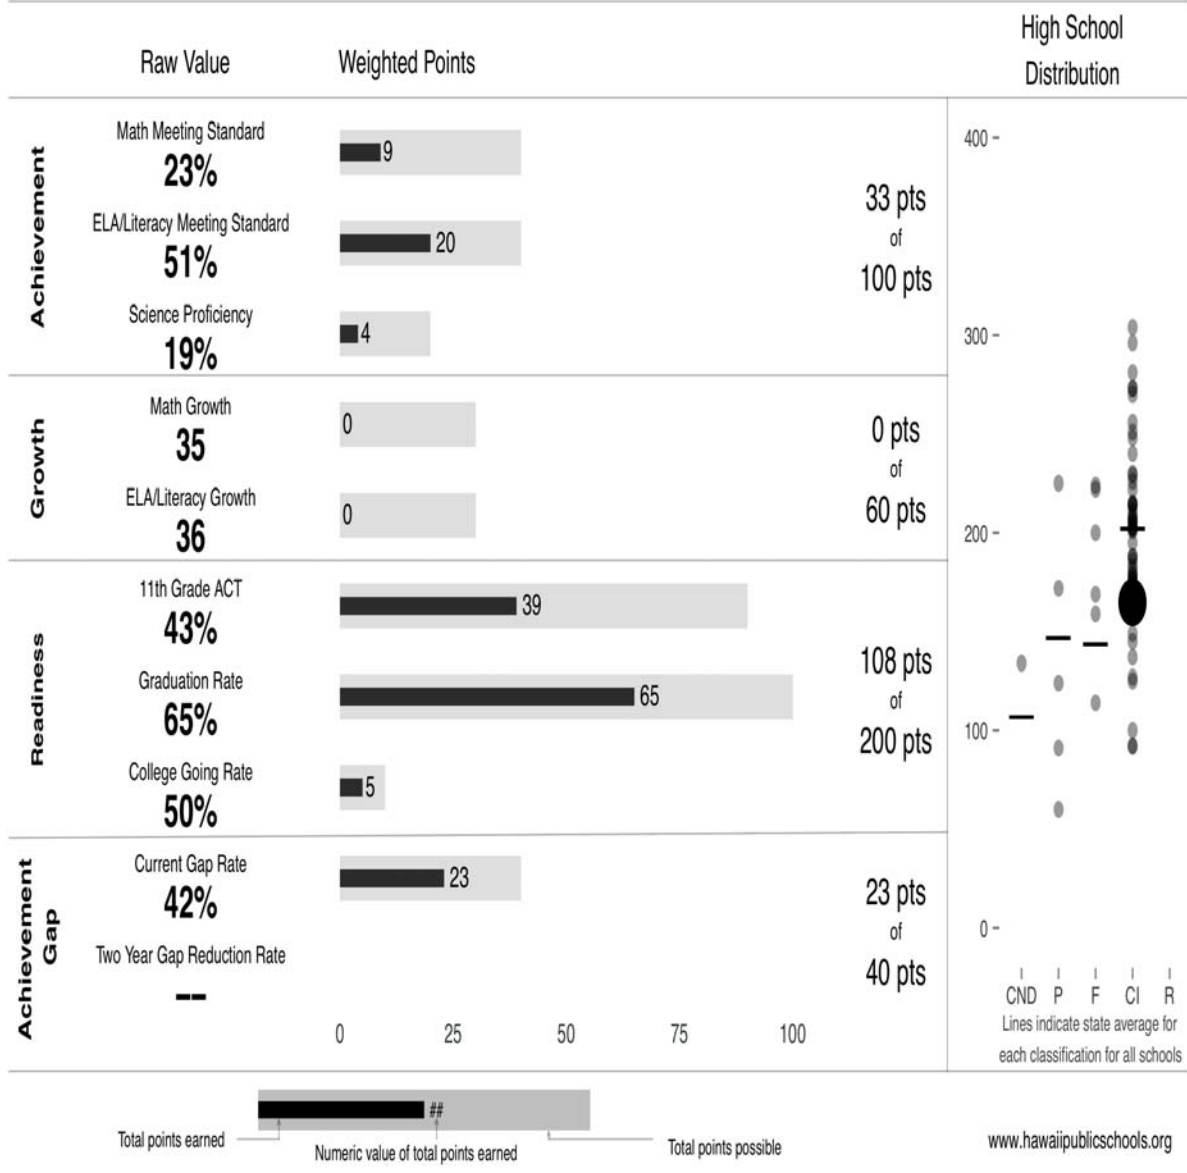 Raw Value
Weighted Points
High School
Distribution
Achievement
Math Meeting Standard
23%
9
ELA/Literacy Meeting Standard
51%
20
Science Proficiency
19%
4
33 pts
of
100 pts
Growth
Math Growth
35
0
ELA/Literacy Growth
36
0
0 pts
of
60 pts
Readiness
11th Grade ACT
43%
39
Graduation Rate
65%
65
College Going Rate
50%
5
108 pts
of
200 pts
Achievement
Gap
Current Gap Rate
42%
23
Two Year Gap Reduction Rate
--
23 pts
of
40 pts
0 25 50 75 100
400
300
200
100
0
CND P F CI R
Lines indicate state average for
each classification for all schools
##
Total points earned
Numeric value of total points earned
Total points possible
www.hawaiipublicschools.org